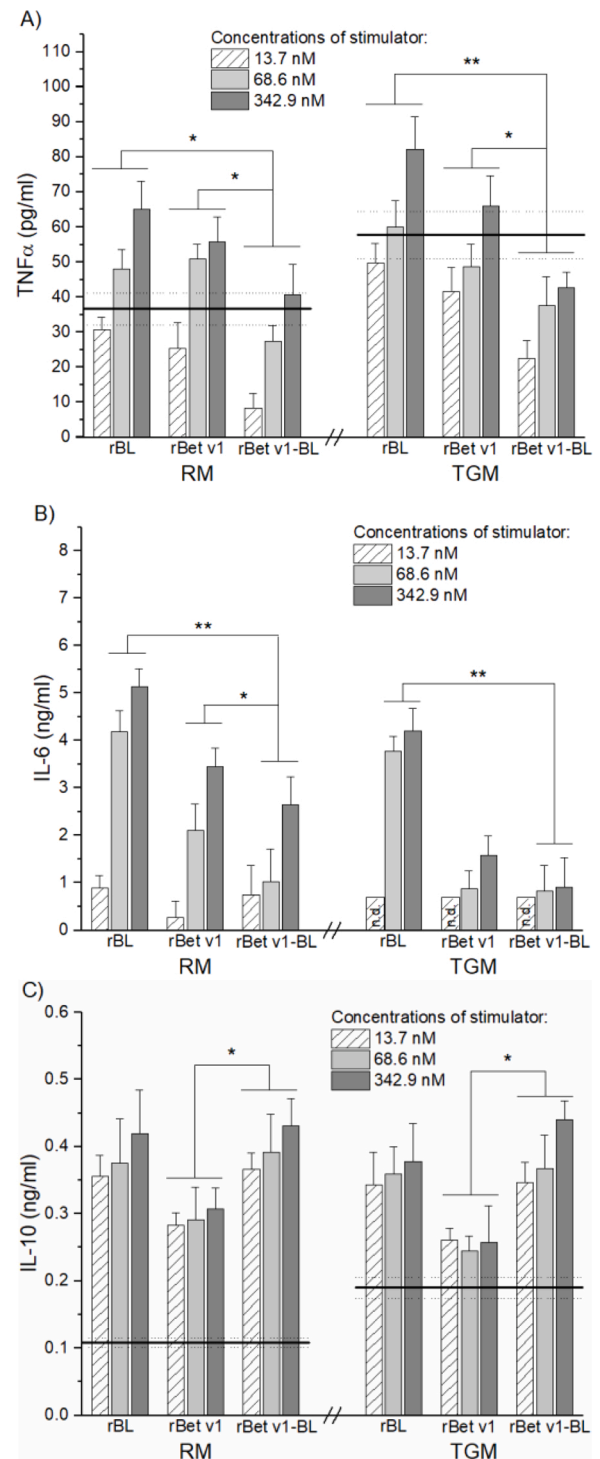 A)
Concentrations of stimulator:
13.7 nM
68.6 nM
342.9 nM
TNFα (pg/ml)
115
110
100
90
80
70
60
50
40
30
20
10
0
*
*
**
*
rBL rBet v1 rBet v1-BL // rBL rBet v1 rBet v1-BL
RM TGM
B)
Concentrations of stimulator:
13.7 nM
68.6 nM
342.9 nM
IL-6 (ng/ml)
8
7
6
5
4
3
2
1
0
**
*
**
n.d. n.d. n.d.
rBL rBet v1 rBet v1-BL // rBL rBet v1 rBet v1-BL
RM TGM
C)
Concentrations of stimulator:
13.7 nM
68.6 nM
342.9 nM
IL-10 (ng/ml)
0.6
0.5
0.4
0.3
0.2
0.1
0.0
*
*
rBL rBet v1 rBet v1-BL // rBL rBet v1 rBet v1-BL
RM TGM